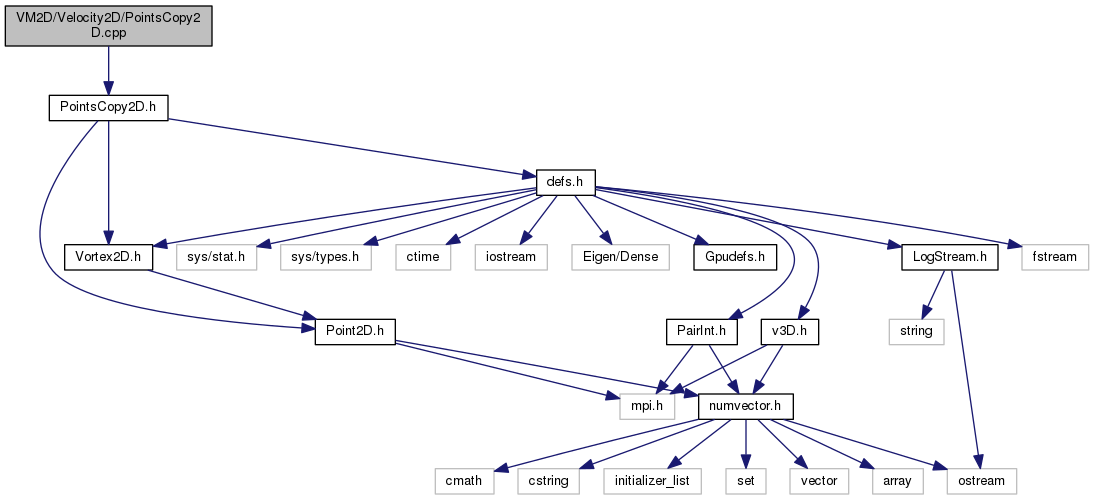 VM2D/Velocity2D/PointsCopy2
D.cpp
PointsCopy2D.h
defs.h
Vortex2D.h
sys/stat.h
sys/types.h
ctime
iostream
Eigen/Dense
Gpudefs.h
LogStream.h
fstream
Point2D.h
PairInt.h
v3D.h
string
mpi.h
numvector.h
cmath
cstring
initializer_list
set
vector
array
ostream